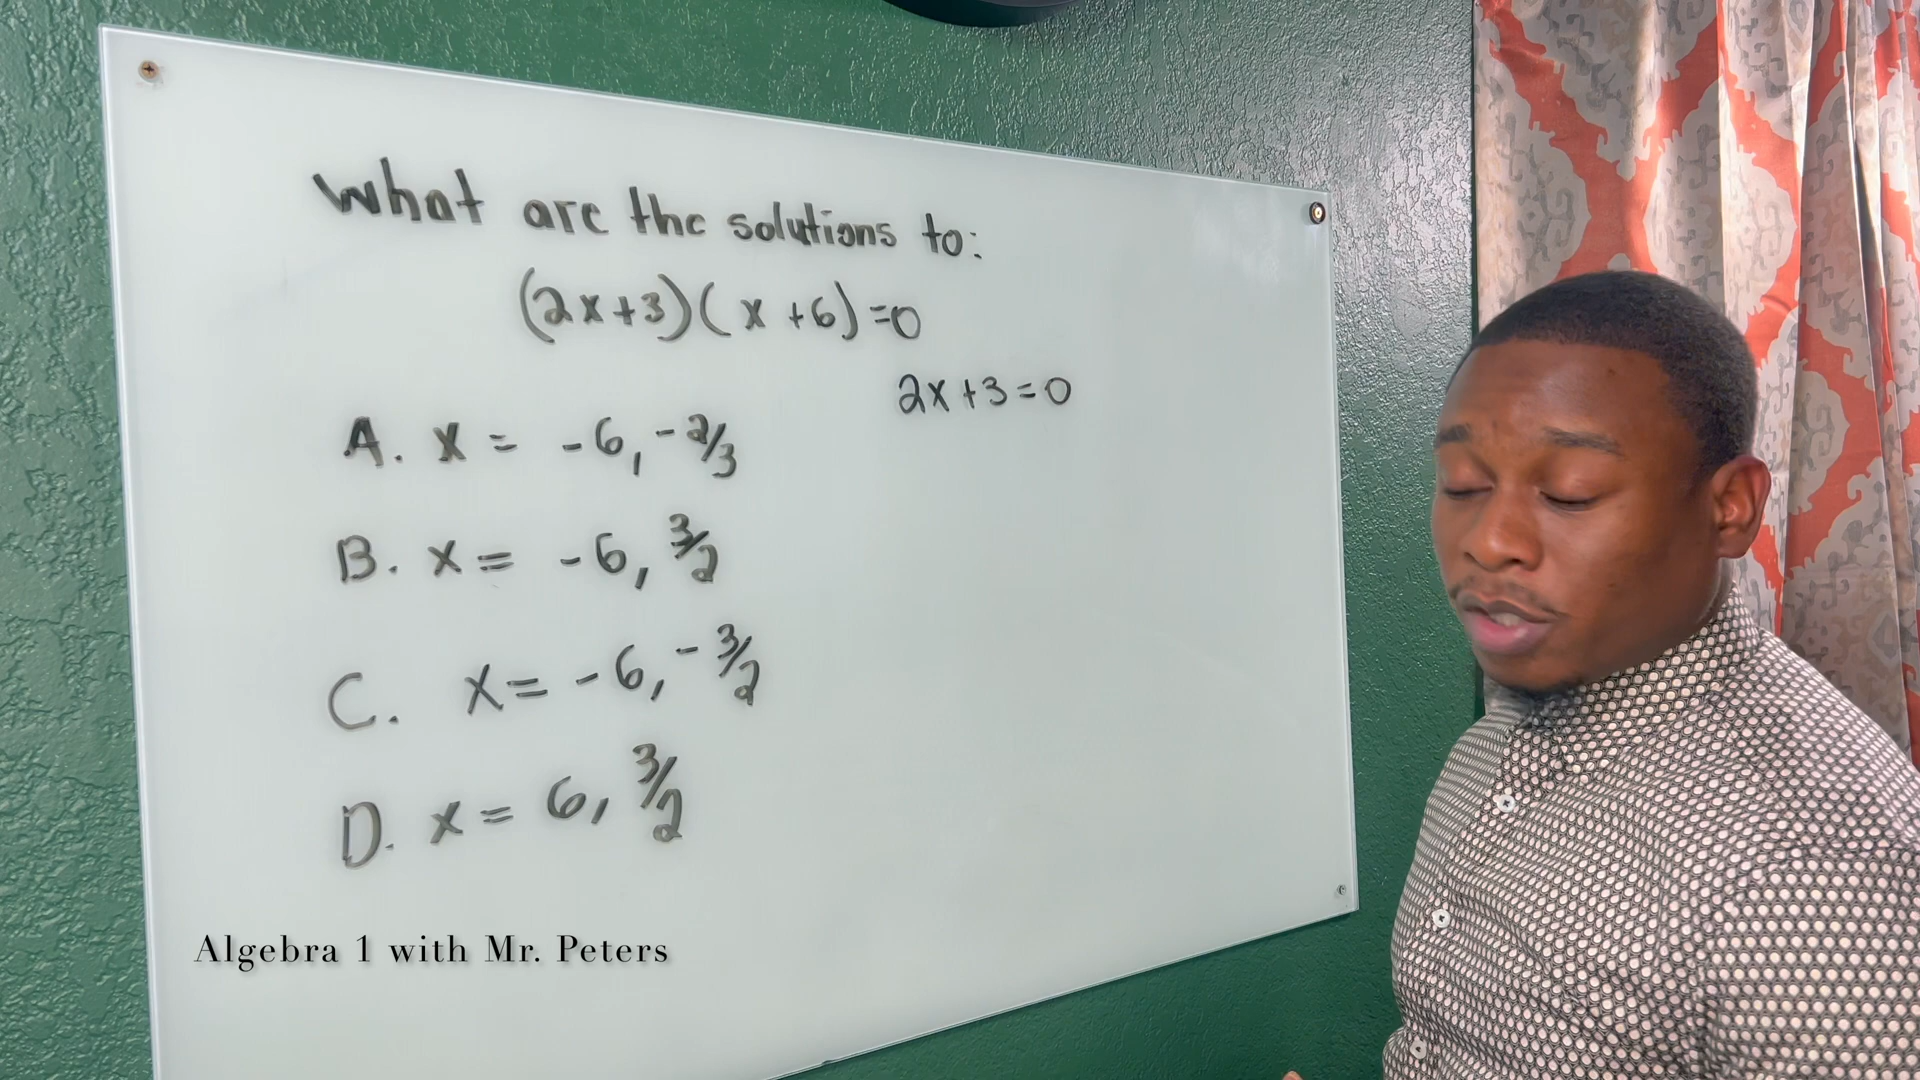 What are the solutions to:
(2x+3)(x+6)=0
2x+3=0
A. x = -6, -2/3
B. x = -6, 3/2
C. x = -6, -3/2
D. x = 6, 3/2
Algebra 1 with Mr. Peters